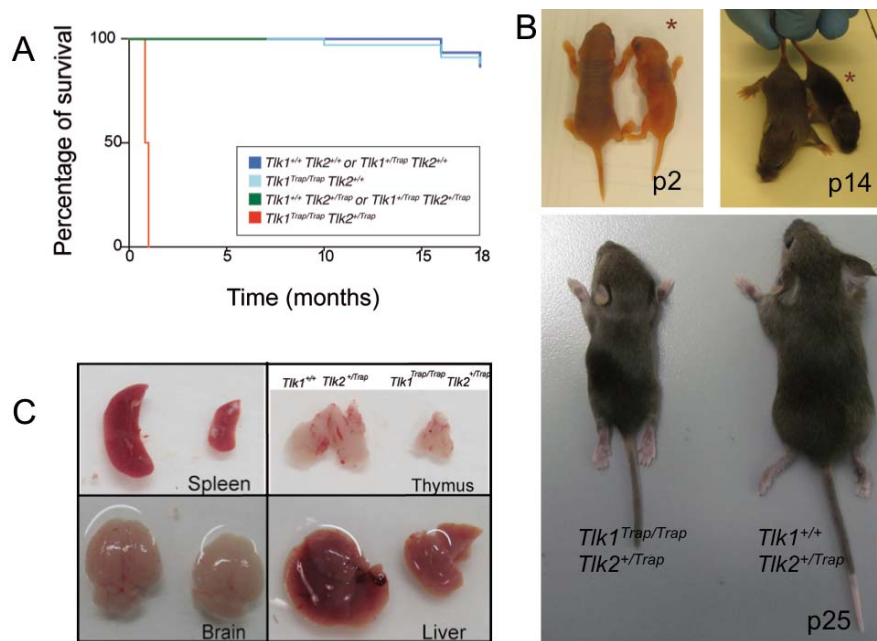 A
Percentage of survival
100
50
0
0
5
10
15
18
Time (months)
Tlk1+/+ Tlk2+/+ or Tlk1+/Trap Tlk2+/+
Tlk1Trap/Trap Tlk2+/+
Tlk1+/+ Tlk2+/Trap or Tlk1+/Trap Tlk2+/Trap
Tlk1Trap/Trap Tlk2+/Trap
B
*
p2
*
p14
Tlk1Trap/Trap
Tlk2+/Trap
Tlk1+/+
Tlk2+/Trap
p25
C
Spleen
Tlk1+/+ Tlk2+/Trap
Tlk1Trap/Trap Tlk2+/Trap
Thymus
Brain
Liver